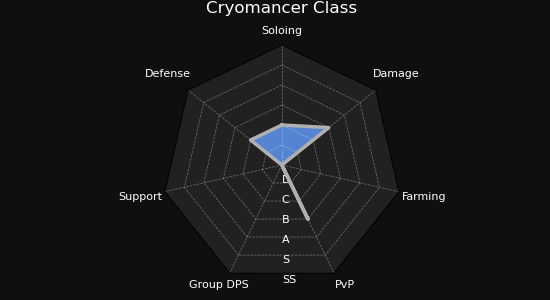 Cryomancer Class
Soloing
Defense
Damage
Support
Farming
D
C
B
A
S
SS
Group DPS
PvP